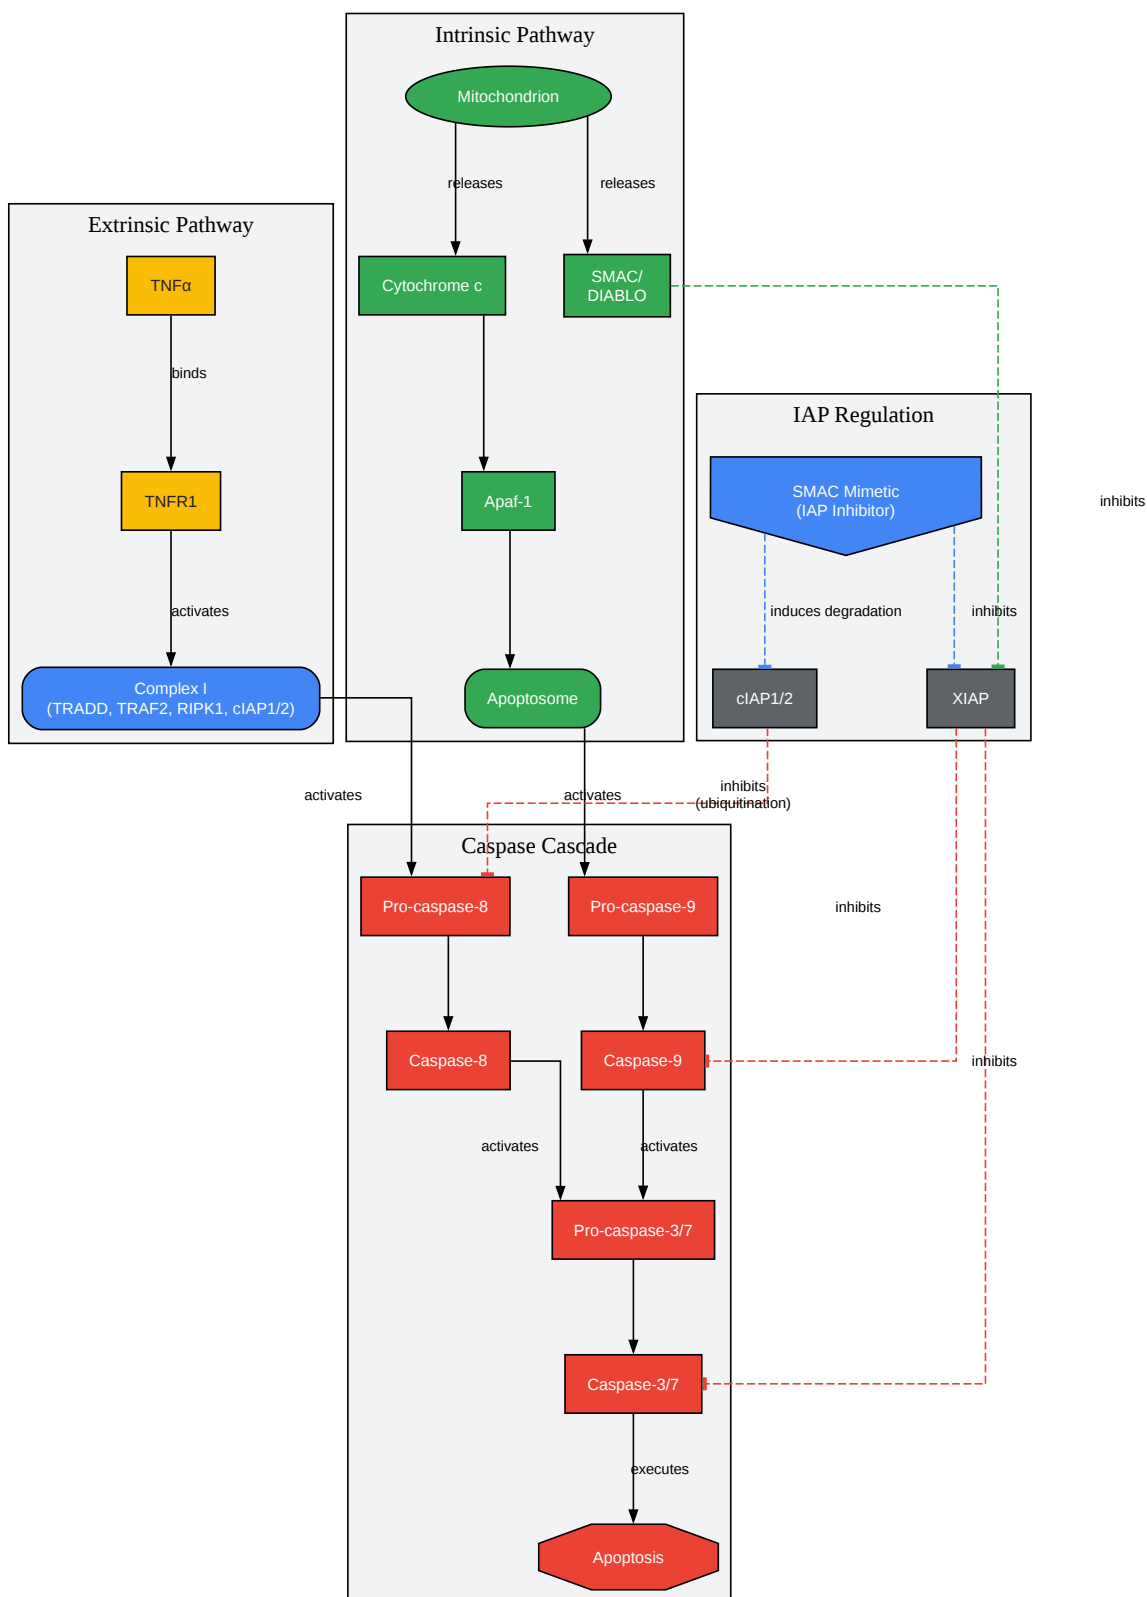 Intrinsic Pathway
Mitochondrion
releases
releases
Extrinsic Pathway
TNFα
Cytochrome c
SMAC/
DIABLO
binds
IAP Regulation
TNFR1
Apaf-1
SMAC Mimetic
(IAP Inhibitor)
inhibits
activates
induces degradation
inhibits
Complex I
(TRADD, TRAF2, RIPK1, cIAP1/2)
Apoptosome
cIAP1/2
XIAP
activates
activates
inhibits
(ubiquitination)
Caspase Cascade
Pro-caspase-8
Pro-caspase-9
inhibits
Caspase-8
Caspase-9
inhibits
activates
activates
Pro-caspase-3/7
Caspase-3/7
executes
Apoptosis